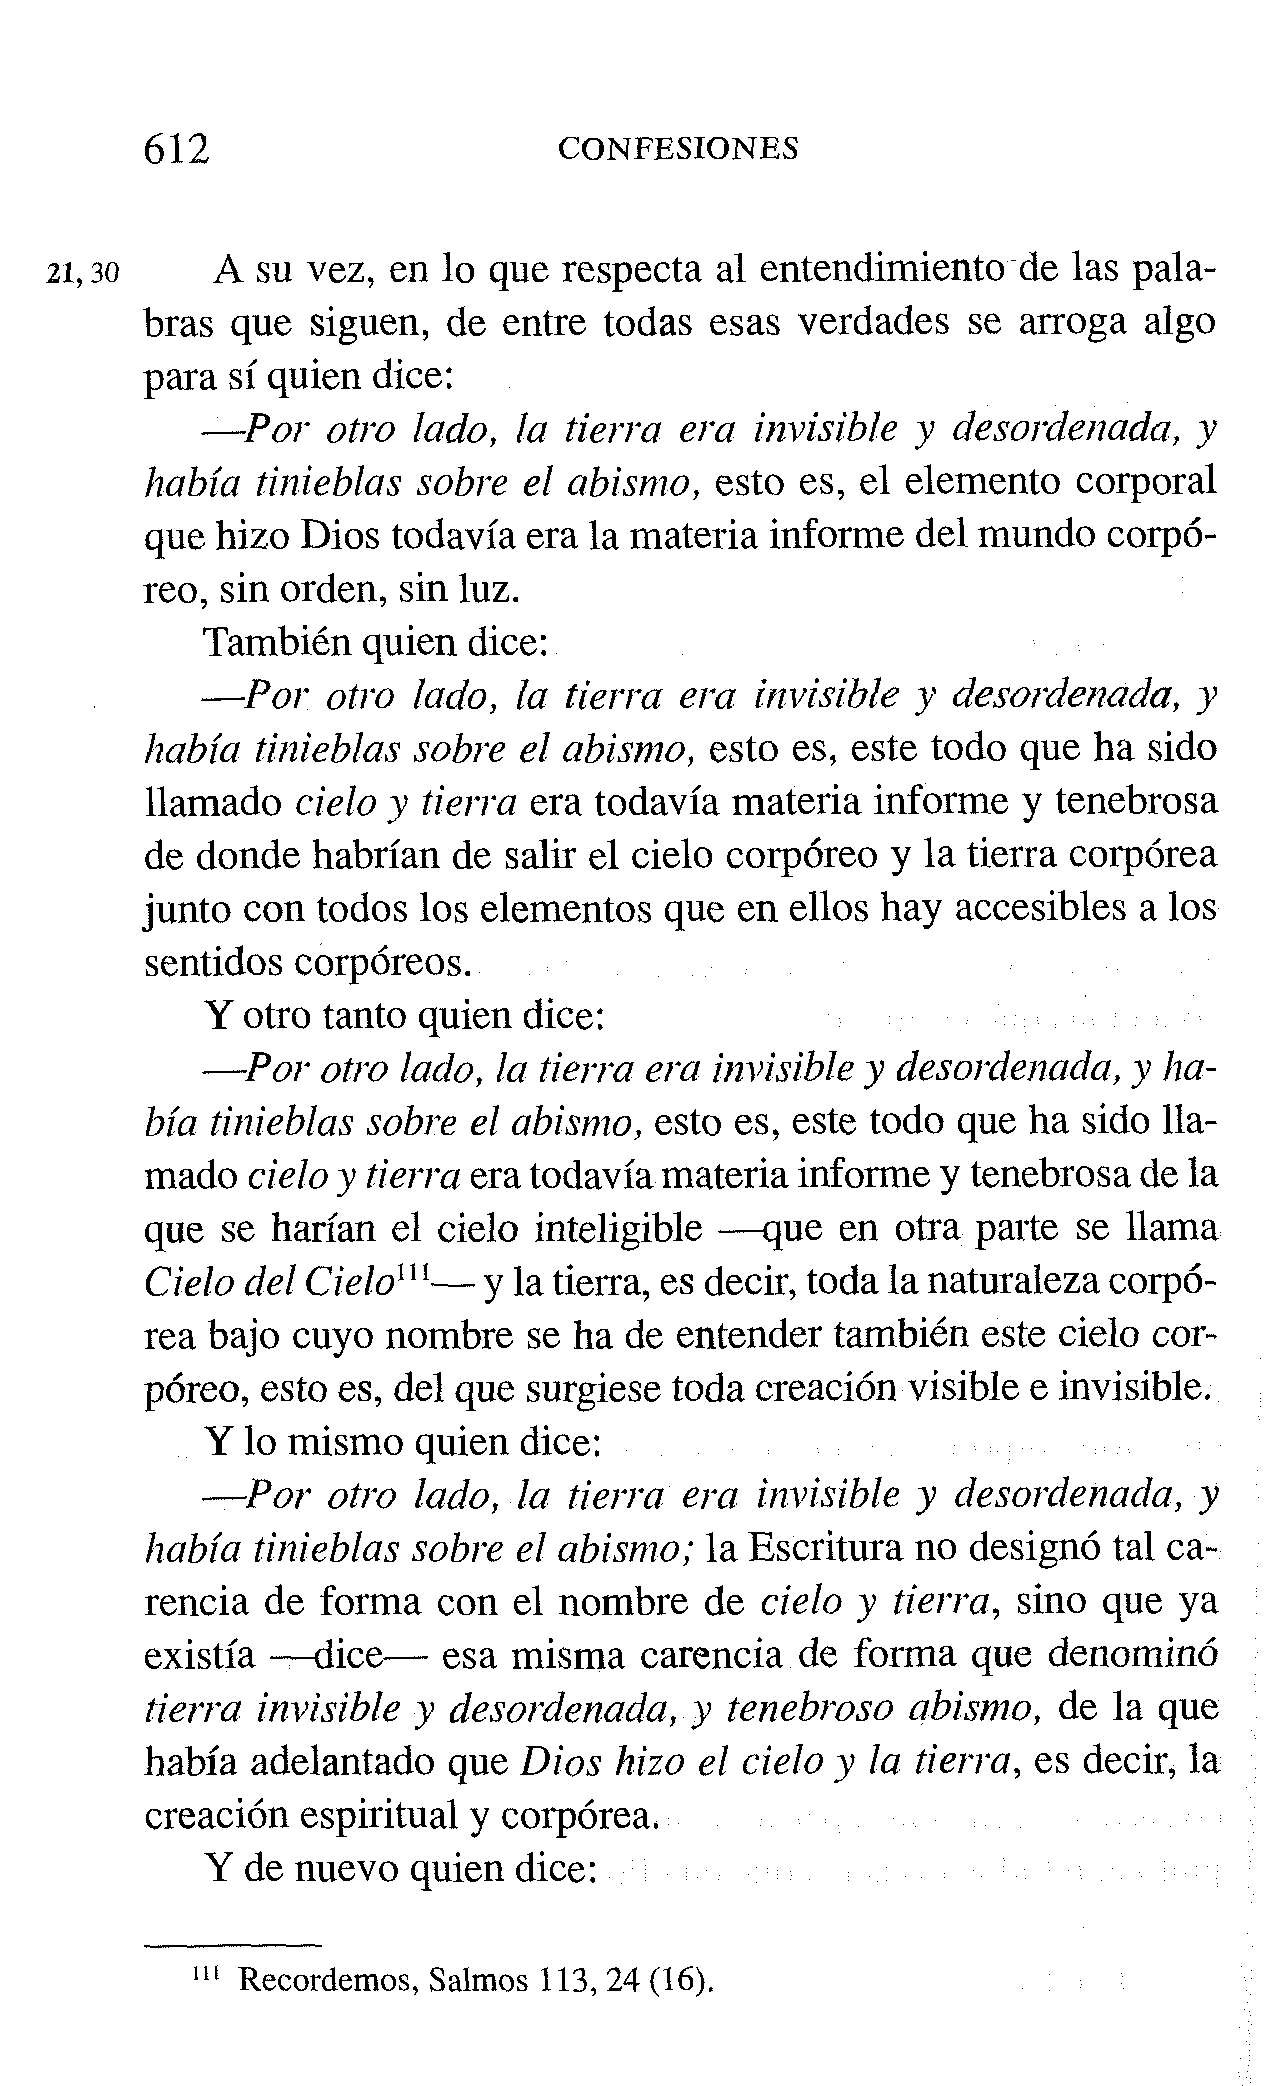 612 CONFESIONES
21, 30 A su vez, en lo que respecta al entendimiento de las pala-
bras que siguen, de entre todas esas verdades se arroga algo
para sí quien dice:
—Por otro lado, la tierra era invisible y desordenada, y
había tinieblas sobre el abismo, esto es, el elemento corporal
que hizo Dios todavía era la materia informe del mundo corpó-
reo, sin orden, sin luz.
También quien dice:
—Por otro lado, la tierra era invisible y desordenada, y
había tinieblas sobre el abismo, esto es, este todo que ha sido
llamado cielo y tierra era todavía materia informe y tenebrosa
de donde habrían de salir el cielo corpóreo y la tierra corpórea
junto con todos los elementos que en ellos hay accesibles a los
sentidos corpóreos.
Y otro tanto quien dice:
—Por otro lado, la tierra era invisible y desordenada, y ha-
bía tinieblas sobre el abismo, esto es, este todo que ha sido lla-
mado cielo y tierra era todavía materia informe y tenebrosa de la
que se harían el cielo inteligible —que en otra parte se llama
Cielo del Cielo¹¹¹— y la tierra, es decir, toda la naturaleza corpó-
rea bajo cuyo nombre se ha de entender también este cielo cor-
póreo, esto es, del que surgiese toda creación visible e invisible.
Y lo mismo quien dice:
—Por otro lado, la tierra era invisible y desordenada, y
había tinieblas sobre el abismo; la Escritura no designó tal ca-
rencia de forma con el nombre de cielo y tierra, sino que ya
existía —dice— esa misma carencia de forma que denominó
tierra invisible y desordenada, y tenebroso abismo, de la que
había adelantado que Dios hizo el cielo y la tierra, es decir, la
creación espiritual y corpórea.
Y de nuevo quien dice:
¹¹¹ Recordemos, Salmos 113, 24 (16).